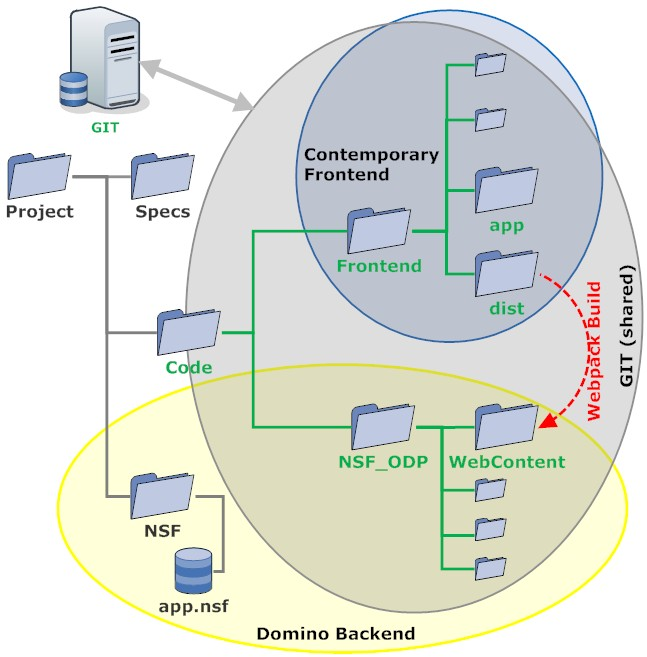 GIT
Contemporary
Frontend
Project
Specs
app
Frontend
dist
Webpack Build
GIT (shared)
Code
NSF_ODP
WebContent
NSF
app.nsf
Domino Backend